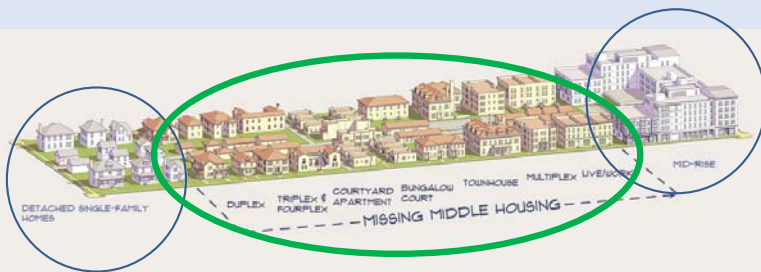 DETACHED SINGLE-FAMILY
HOMES
DUPLEX
TRIPLEX &
FOURPLEX
COURTYARD
APARTMENT
BUNGALOW
COURT
TOWNHOUSE
MULTIPLEX
LIVE/WORK
MID-RISE
MISSING MIDDLE HOUSING